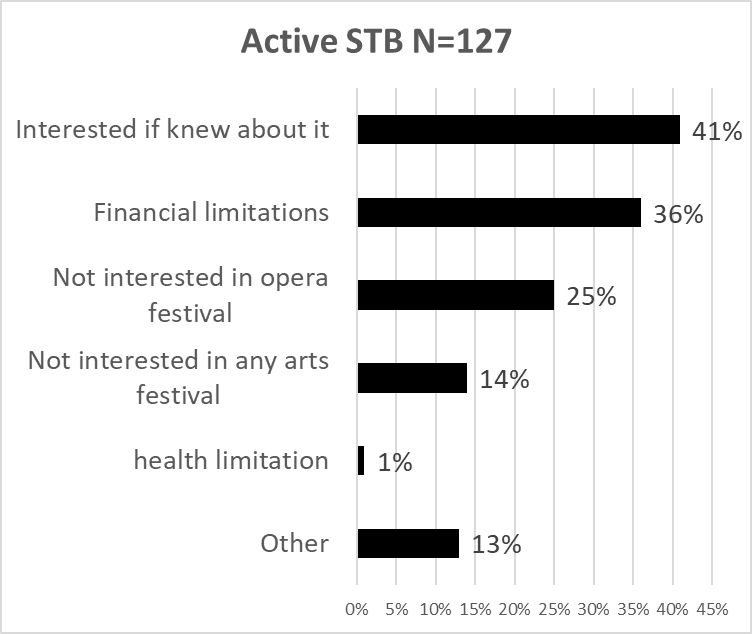 Active STB N=127
Interested if knew about it
41%
Financial limitations
36%
Not interested in opera
festival
25%
Not interested in any arts
festival
14%
health limitation
1%
Other
13%
0% 5% 10% 15% 20% 25% 30% 35% 40% 45%